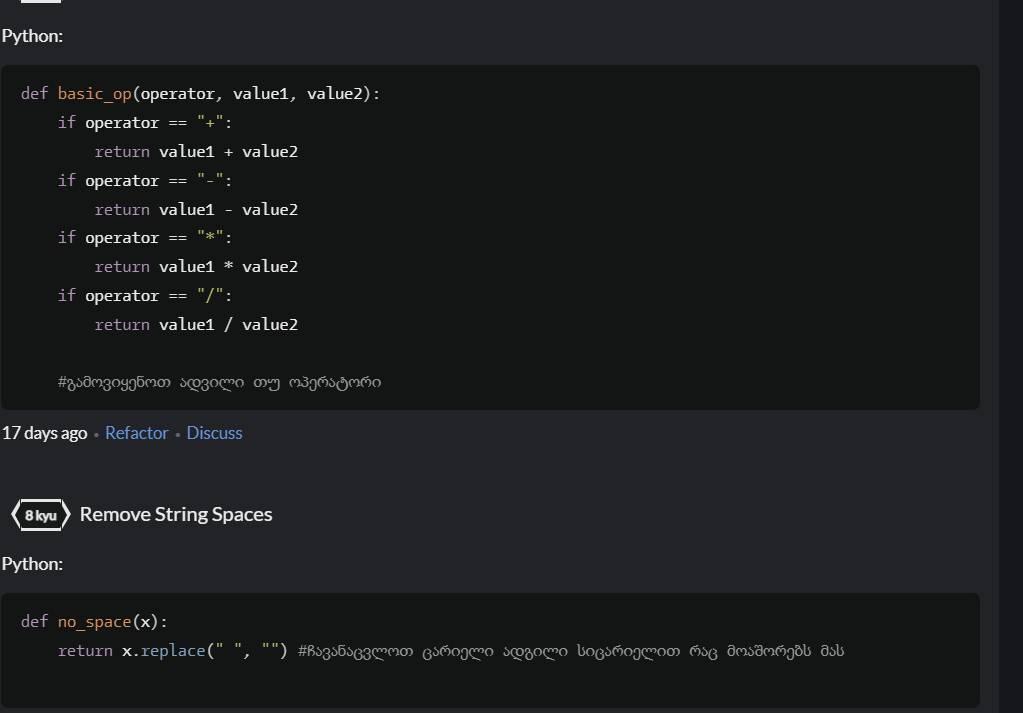 Python:
def basic_op(operator, value1, value2):
    if operator == "+":
        return value1 + value2
    if operator == "-":
        return value1 - value2
    if operator == "*":
        return value1 * value2
    if operator == "/":
        return value1 / value2
    #გამოვიყენოთ ადვილი თუ ოპერატორი
17 days ago • Refactor • Discuss
8 kyu Remove String Spaces
Python:
def no_space(x):
    return x.replace(" ", "") #ჩავანაცვლოთ ცარიელი ადგილი სიცარიელით რაც მოაშორებს მას